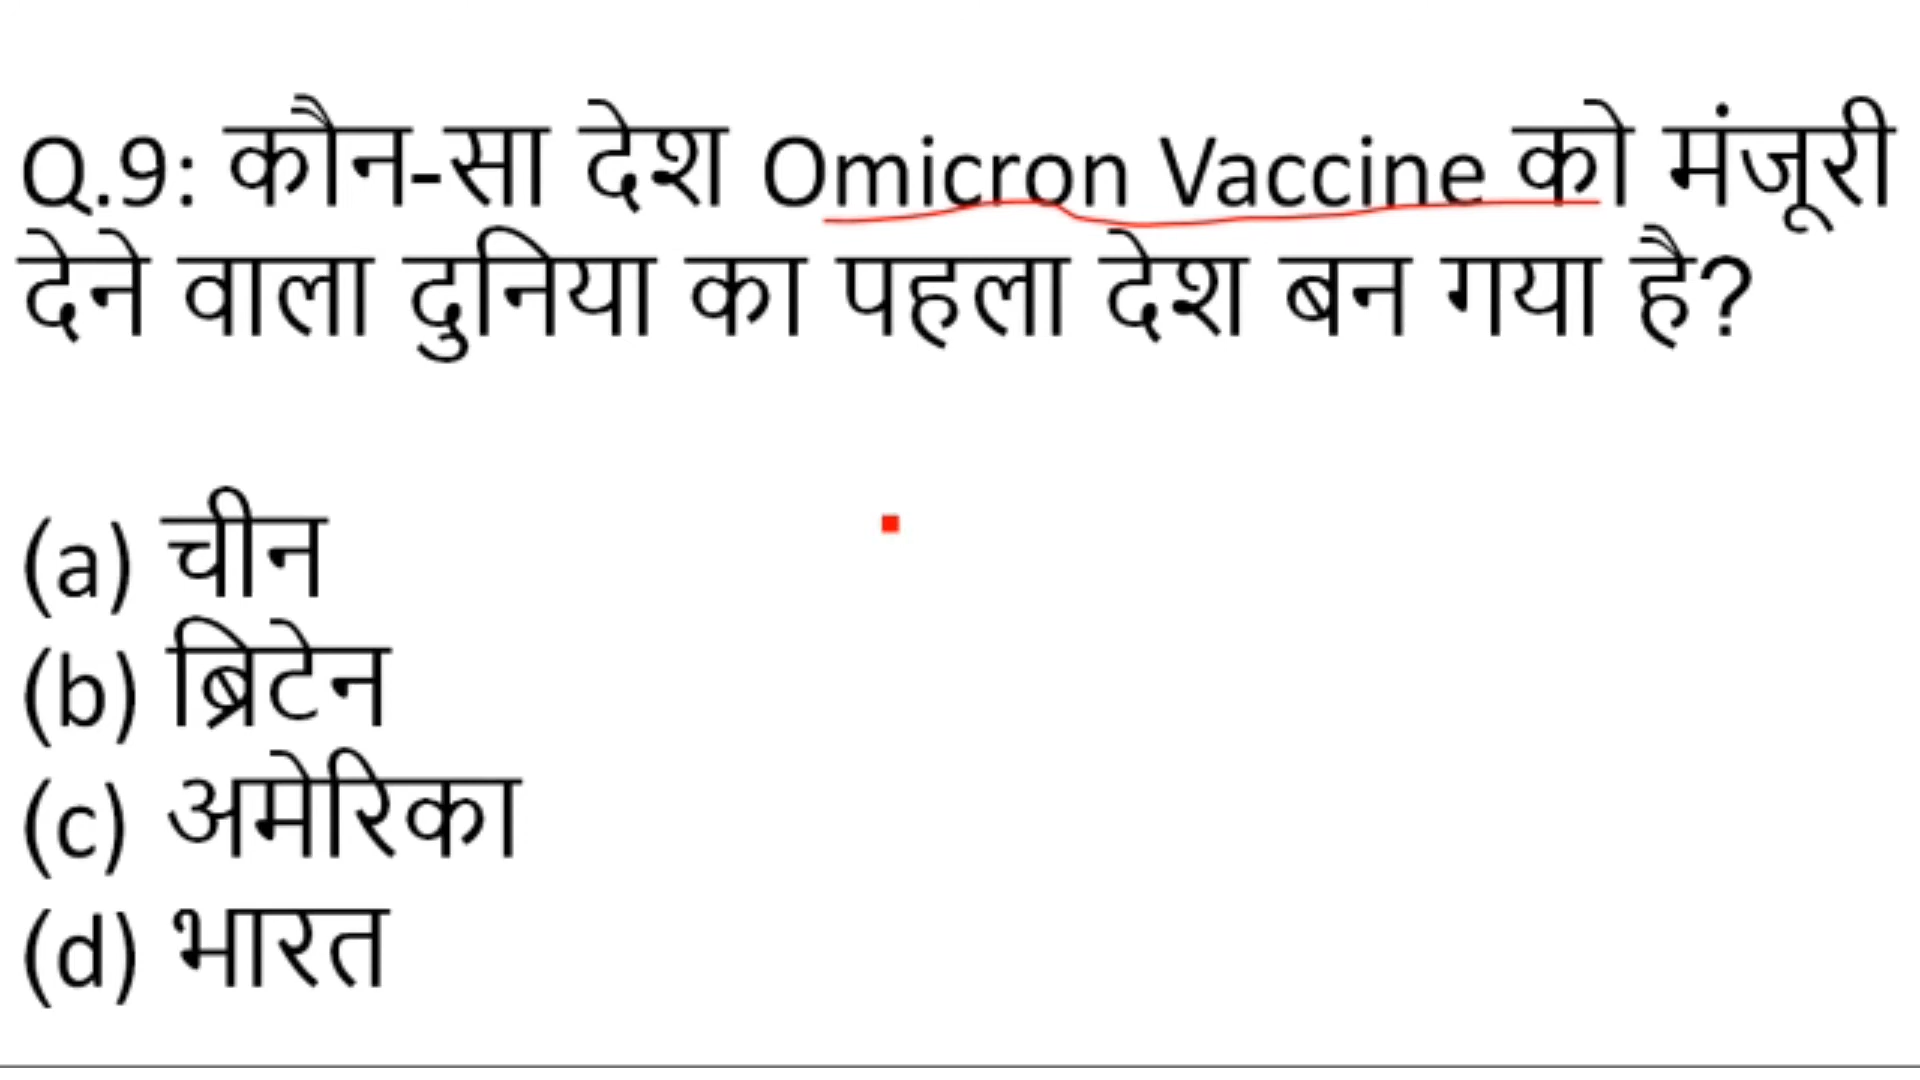 Q.9: कौन-सा देश Omicron Vaccine को मंजूरी
देने वाला दुनिया का पहला देश बन गया है?
(a) चीन
(b) ब्रिटेन
(c) अमेरिका
(d) भारत